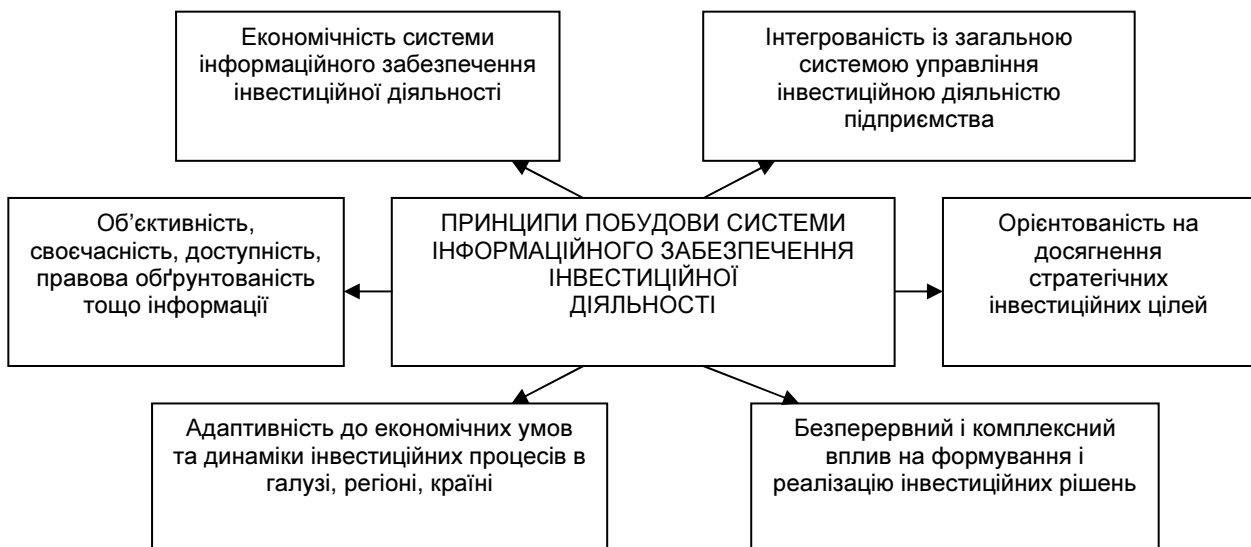 Економічність системи
інформаційного забезпечення
інвестиційної діяльності
Інтегрованість із загальною
системою управління
інвестиційною діяльністю
підприємства
Об’єктивність,
своєчасність, доступність,
правова обґрунтованість
тощо інформації
ПРИНЦИПИ ПОБУДОВИ СИСТЕМИ
ІНФОРМАЦІЙНОГО ЗАБЕЗПЕЧЕННЯ
ІНВЕСТИЦІЙНОЇ
ДІЯЛЬНОСТІ
Орієнтованість на
досягнення
стратегічних
інвестиційних цілей
Адаптивність до економічних умов
та динаміки інвестиційних процесів в
галузі, регіоні, країні
Безперервний і комплексний
вплив на формування і
реалізацію інвестиційних рішень